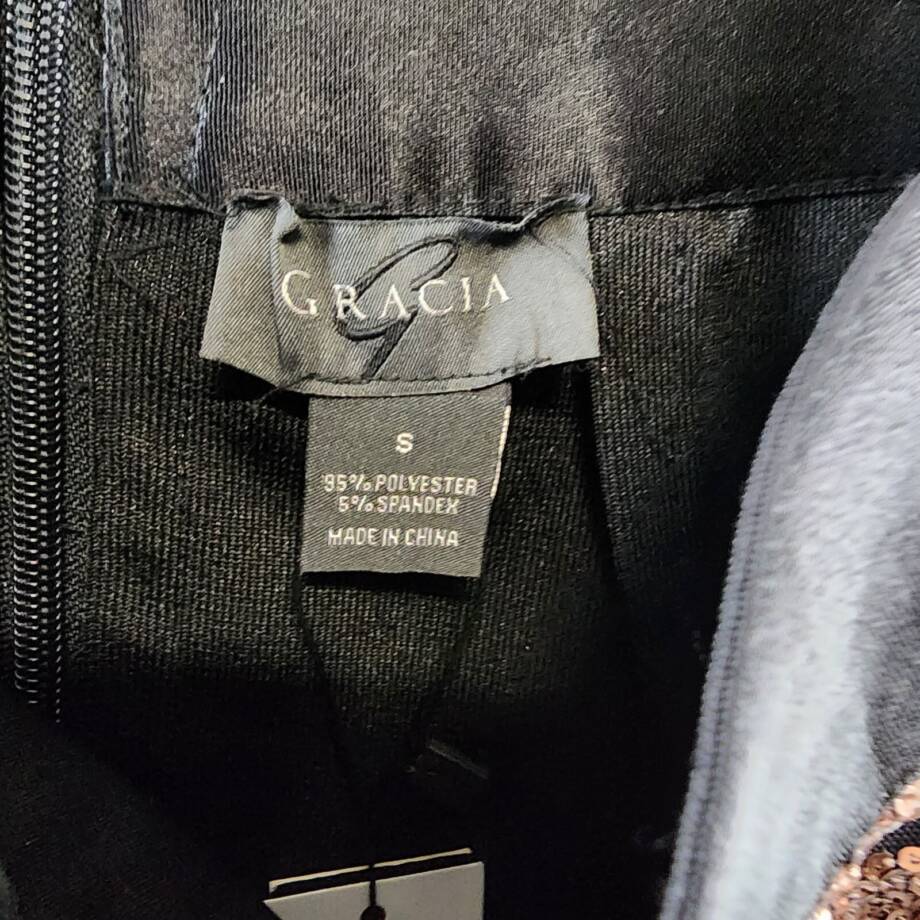 GRACIA
S
95% POLYESTER
5% SPANDEX
MADE IN CHINA